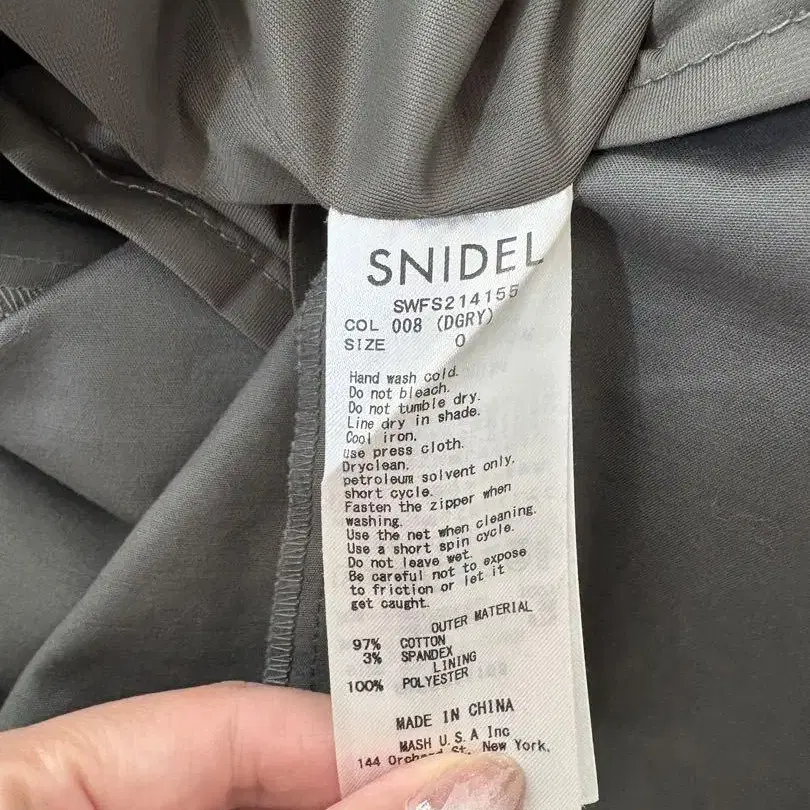 SNIDEL
SWFS214155
COL 008 (DGRY)
SIZE 0
Hand wash cold.
Do not bleach.
Do not tumble dry.
Line dry in shade.
Cool iron.
use press cloth.
Dryclean.
petroleum solvent only.
short cycle.
Fasten the zipper when
washing.
Use the net when cleaning.
Use a short spin cycle.
Do not leave wet.
Be careful not to expose
to friction or let it
get caught.
OUTER MATERIAL
97% COTTON
3% SPANDEX
LINING
100% POLYESTER
MADE IN CHINA
MASH U.S.A Inc
144 Orchard St. New York,